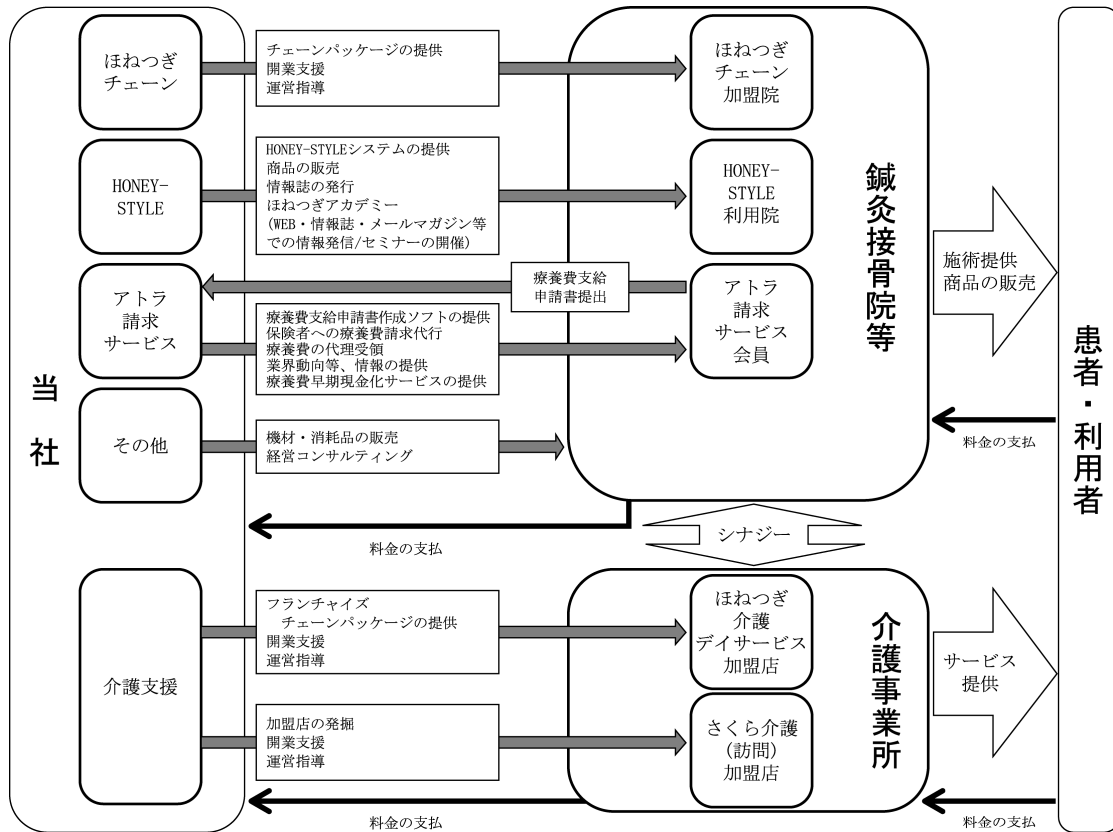 当社
ほねつぎ
チェーン
チェーンパッケージの提供
開業支援
運営指導
ほねつぎ
チェーン
加盟院
HONEY-
STYLE
HONEY-STYLEシステムの提供
商品の販売
情報誌の発行
ほねつぎアカデミー
(WEB・情報誌・メールマガジン等
での情報発信/セミナーの開催)
HONEY-
STYLE
利用院
アトラ
請求
サービス
療養費支給
申請書提出
療養費支給申請書作成ソフトの提供
保険者への療養費請求代行
療養費の代理受領
業界動向等、情報の提供
療養費早期現金化サービスの提供
アトラ
請求
サービス
会員
その他
機材・消耗品の販売
経営コンサルティング
鍼灸接骨院等
施術提供
商品の販売
料金の支払
料金の支払
シナジー
介護支援
フランチャイズ
チェーンパッケージの提供
開業支援
運営指導
ほねつぎ
介護
デイサービス
加盟店
加盟店の発掘
開業支援
運営指導
さくら介護
(訪問)
加盟店
介護事業所
サービス
提供
料金の支払
料金の支払
患者・利用者